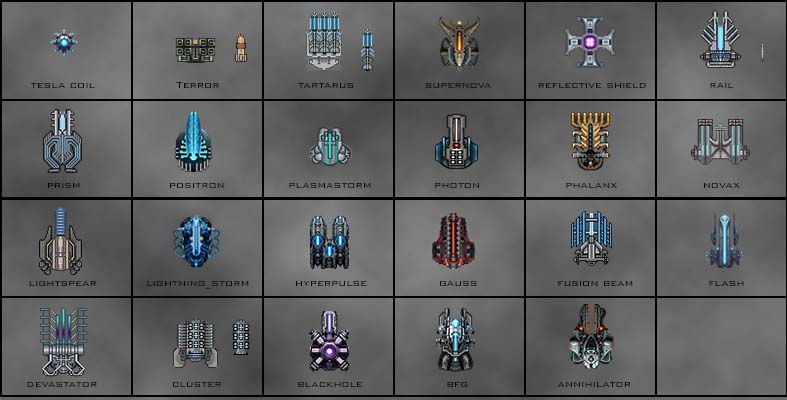 TESLA COIL
TERROR
TARTARUS
SUPERNOVA
REFLECTIVE SHIELD
RAIL
PRISM
POSITRON
PLASMASTORM
PHOTON
PHALANX
NOVAX
LIGHTSPEAR
LIGHTNING_STORM
HYPERPULSE
GAUSS
FUSION BEAM
FLASH
DEVASTATOR
CLUSTER
BLACKHOLE
BFG
ANNIHILATOR